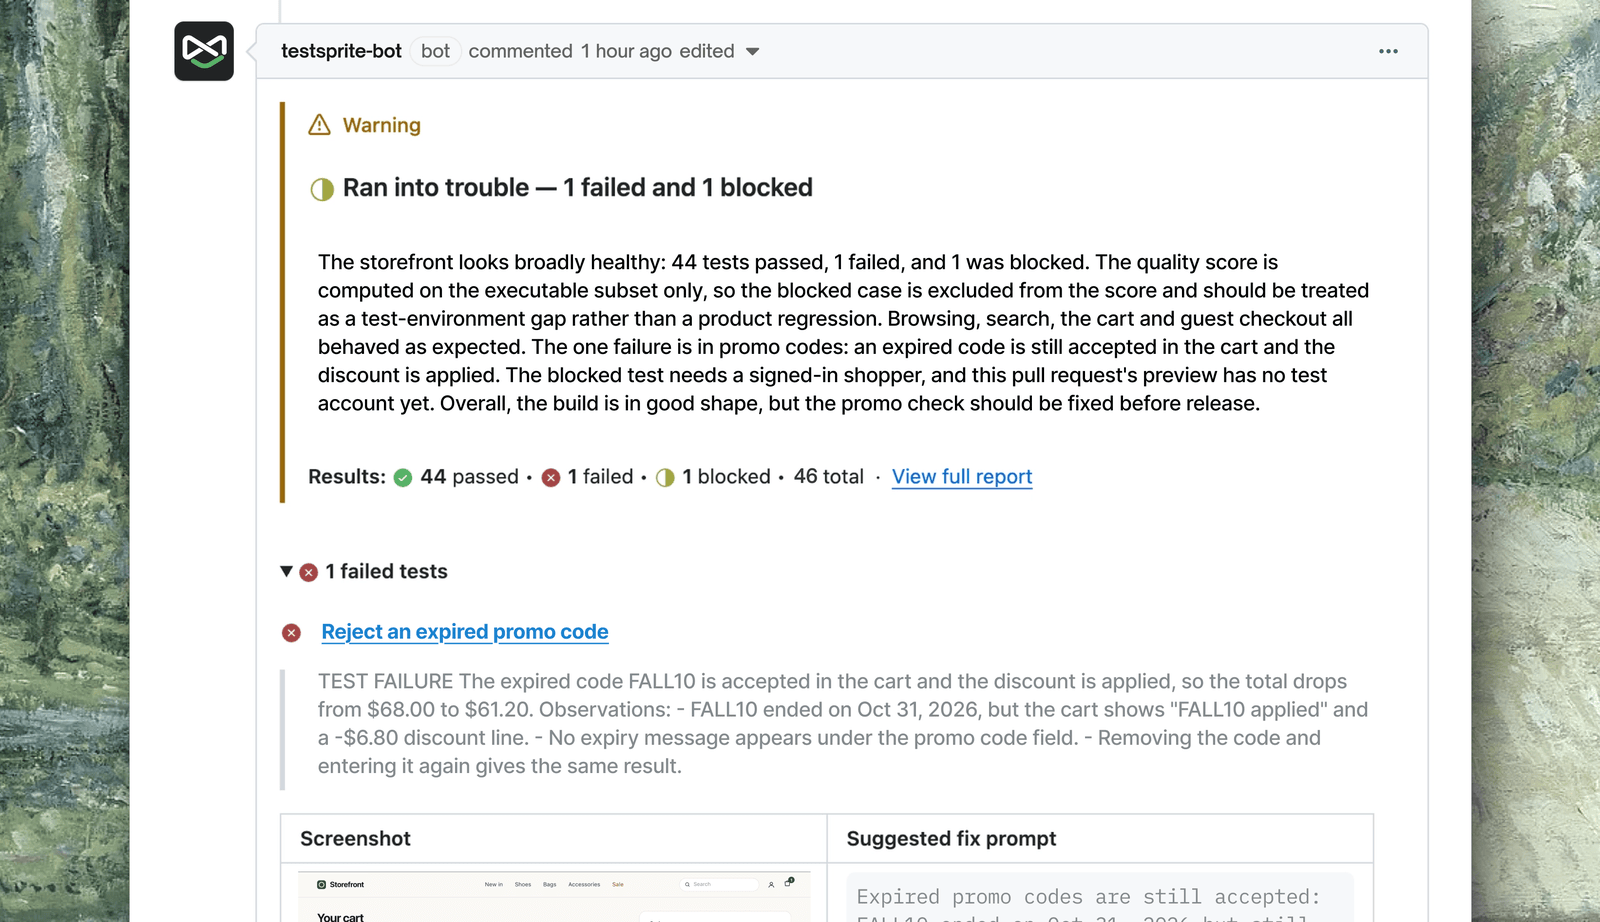 testsprite-bot bot commented 1 hour ago edited
Warning
Ran into trouble — 1 failed and 1 blocked
The storefront looks broadly healthy: 44 tests passed, 1 failed, and 1 was blocked. The quality score is
computed on the executable subset only, so the blocked case is excluded from the score and should be treated
as a test-environment gap rather than a product regression. Browsing, search, the cart and guest checkout all
behaved as expected. The one failure is in promo codes: an expired code is still accepted in the cart and the
discount is applied. The blocked test needs a signed-in shopper, and this pull request's preview has no test
account yet. Overall, the build is in good shape, but the promo check should be fixed before release.
Results: 44 passed • 1 failed • 1 blocked • 46 total · View full report
1 failed tests
Reject an expired promo code
TEST FAILURE The expired code FALL10 is accepted in the cart and the discount is applied, so the total drops
from $68.00 to $61.20. Observations: - FALL10 ended on Oct 31, 2026, but the cart shows "FALL10 applied" and
a -$6.80 discount line. - No expiry message appears under the promo code field. - Removing the code and
entering it again gives the same result.
Screenshot
Suggested fix prompt
Storefront New in Shoes Bags Accessories Sale Search
Your cart
Expired promo codes are still accepted:
FALL10 ended on Oct 31, 2026 but still